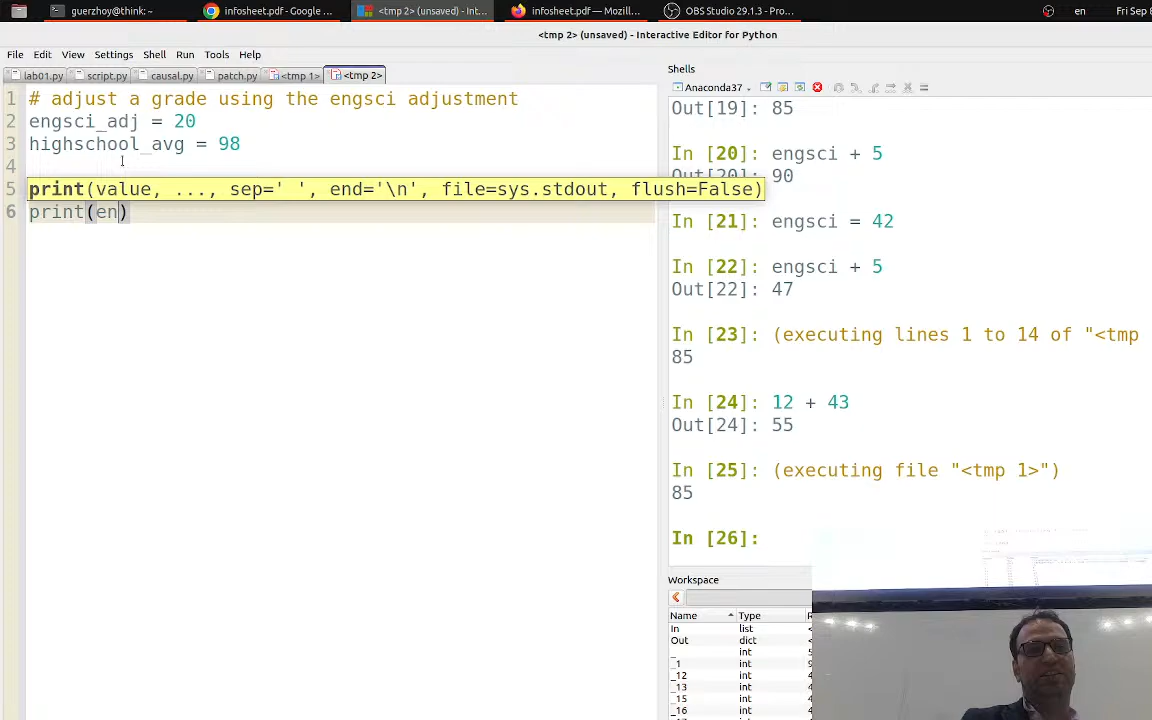 guerzhoy@think: ~
infosheet.pdf - Google ...
<tmp 2> (unsaved) - Int...
infosheet.pdf — Mozill...
OBS Studio 29.1.3 - Pro...
en
Fri Sep 8
<tmp 2> (unsaved) - Interactive Editor for Python
File Edit View Settings Shell Run Tools Help
lab01.py script.py causal.py patch.py <tmp 1> <tmp 2>
1 # adjust a grade using the engsci adjustment
2 engsci_adj = 20
3 highschool_avg = 98
4
5 print(value, ..., sep=' ', end='\n', file=sys.stdout, flush=False)
6 print(en)
Shells
Anaconda37
Out[19]: 85
In [20]: engsci + 5
Out[20]: 90
In [21]: engsci = 42
In [22]: engsci + 5
Out[22]: 47
In [23]: (executing lines 1 to 14 of "<tmp
85
In [24]: 12 + 43
Out[24]: 55
In [25]: (executing file "<tmp 1>")
85
In [26]:
Workspace
Name Type
In list
Out dict
_ int
_1 int
_12 int
_13 int
_15 int
_16 int